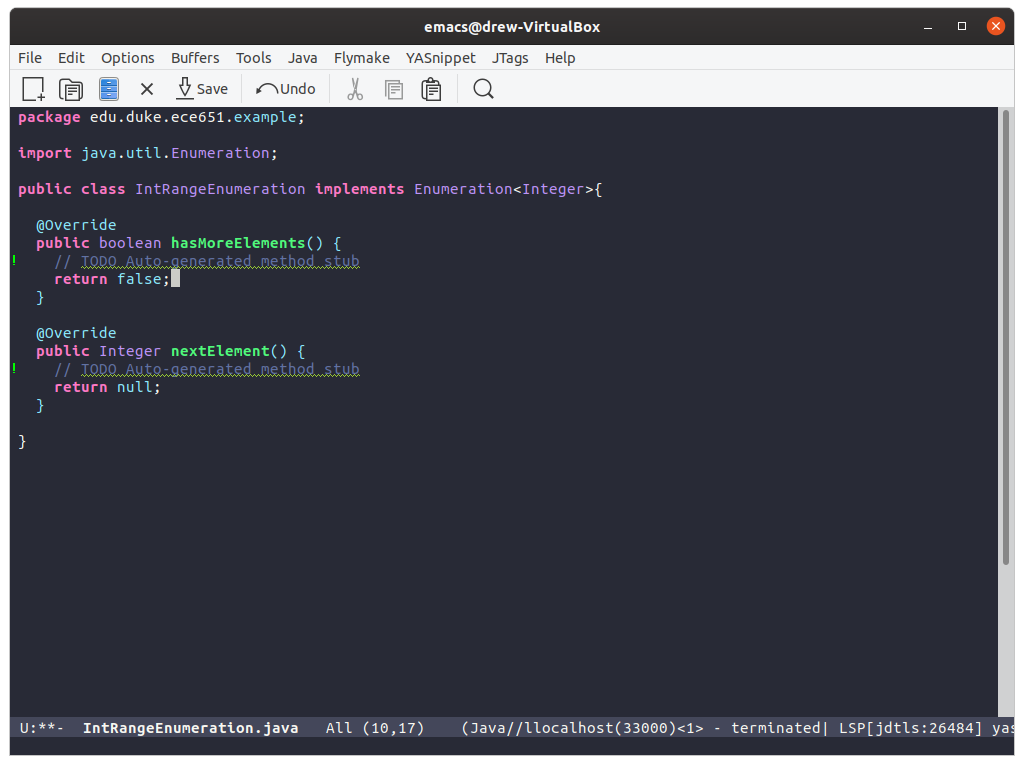 emacs@drew-VirtualBox
File Edit Options Buffers Tools Java Flymake YASnippet JTags Help
Save Undo
package edu.duke.ece651.example;
import java.util.Enumeration;
public class IntRangeEnumeration implements Enumeration<Integer>{
@Override
public boolean hasMoreElements() {
! // TODO Auto-generated method stub
return false;
}
@Override
public Integer nextElement() {
! // TODO Auto-generated method stub
return null;
}
}
U:**- IntRangeEnumeration.java All (10,17) (Java//llocalhost(33000)<1> - terminated| LSP[jdtls:26484] yas